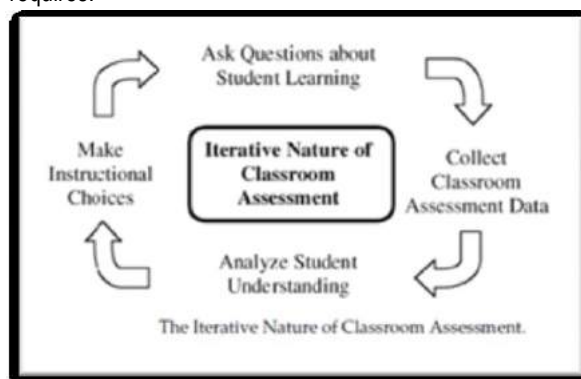 requires.
Ask Questions about
Student Learning
Make
Instructional
Choices
Iterative Nature of
Classroom
Assessment
Collect
Classroom
Assessment Data
Analyze Student
Understanding
The Iterative Nature of Classroom Assessment.